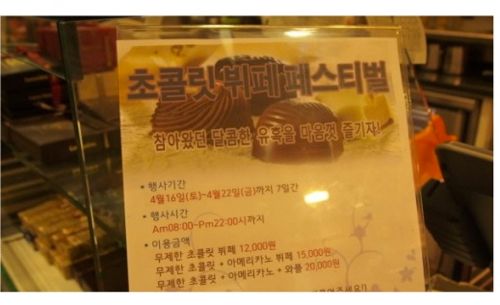 초콜릿 뷔페 페스티벌
참아왔던 달콤한 유혹을 마음껏 즐기자!
• 행사기간
4월16일(토)~4월22일(금)까지 7일간
• 행사시간
Am08:00~Pm22:00시까지
• 이용금액
무제한 초콜릿 뷔페 12,000원
무제한 초콜릿 + 아메리카노 뷔페 15,000원
무제한 초콜릿 + 아메리카노 + 와플 20,000원